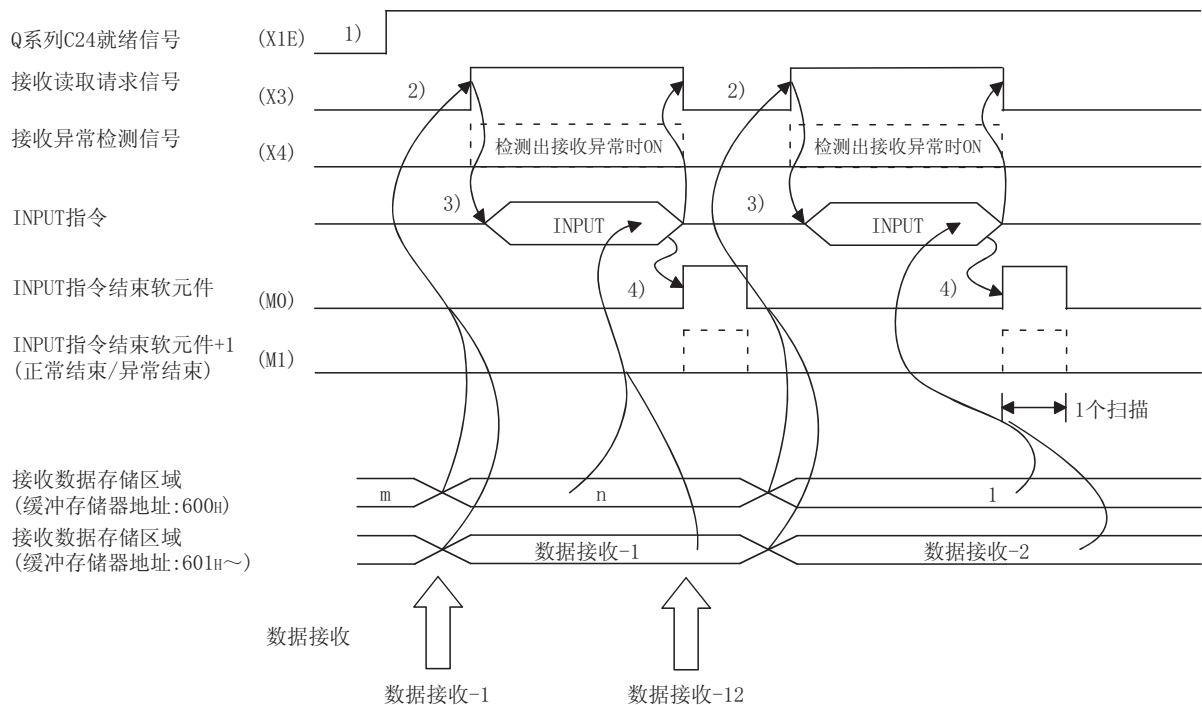 Q系列C24就绪信号 (X1E) 1)
接收读取请求信号 (X3) 2) 2)
接收异常检测信号 (X4) 检测出接收异常时ON 检测出接收异常时ON
INPUT指令 3) INPUT 3) INPUT
INPUT指令结束软元件 (M0) 4) 4)
INPUT指令结束软元件+1 (M1)
(正常结束/异常结束)
1个扫描
接收数据存储区域
(缓冲存储器地址:600H) m n 1
接收数据存储区域
(缓冲存储器地址:601H~) 数据接收-1 数据接收-2
数据接收
数据接收-1 数据接收-12